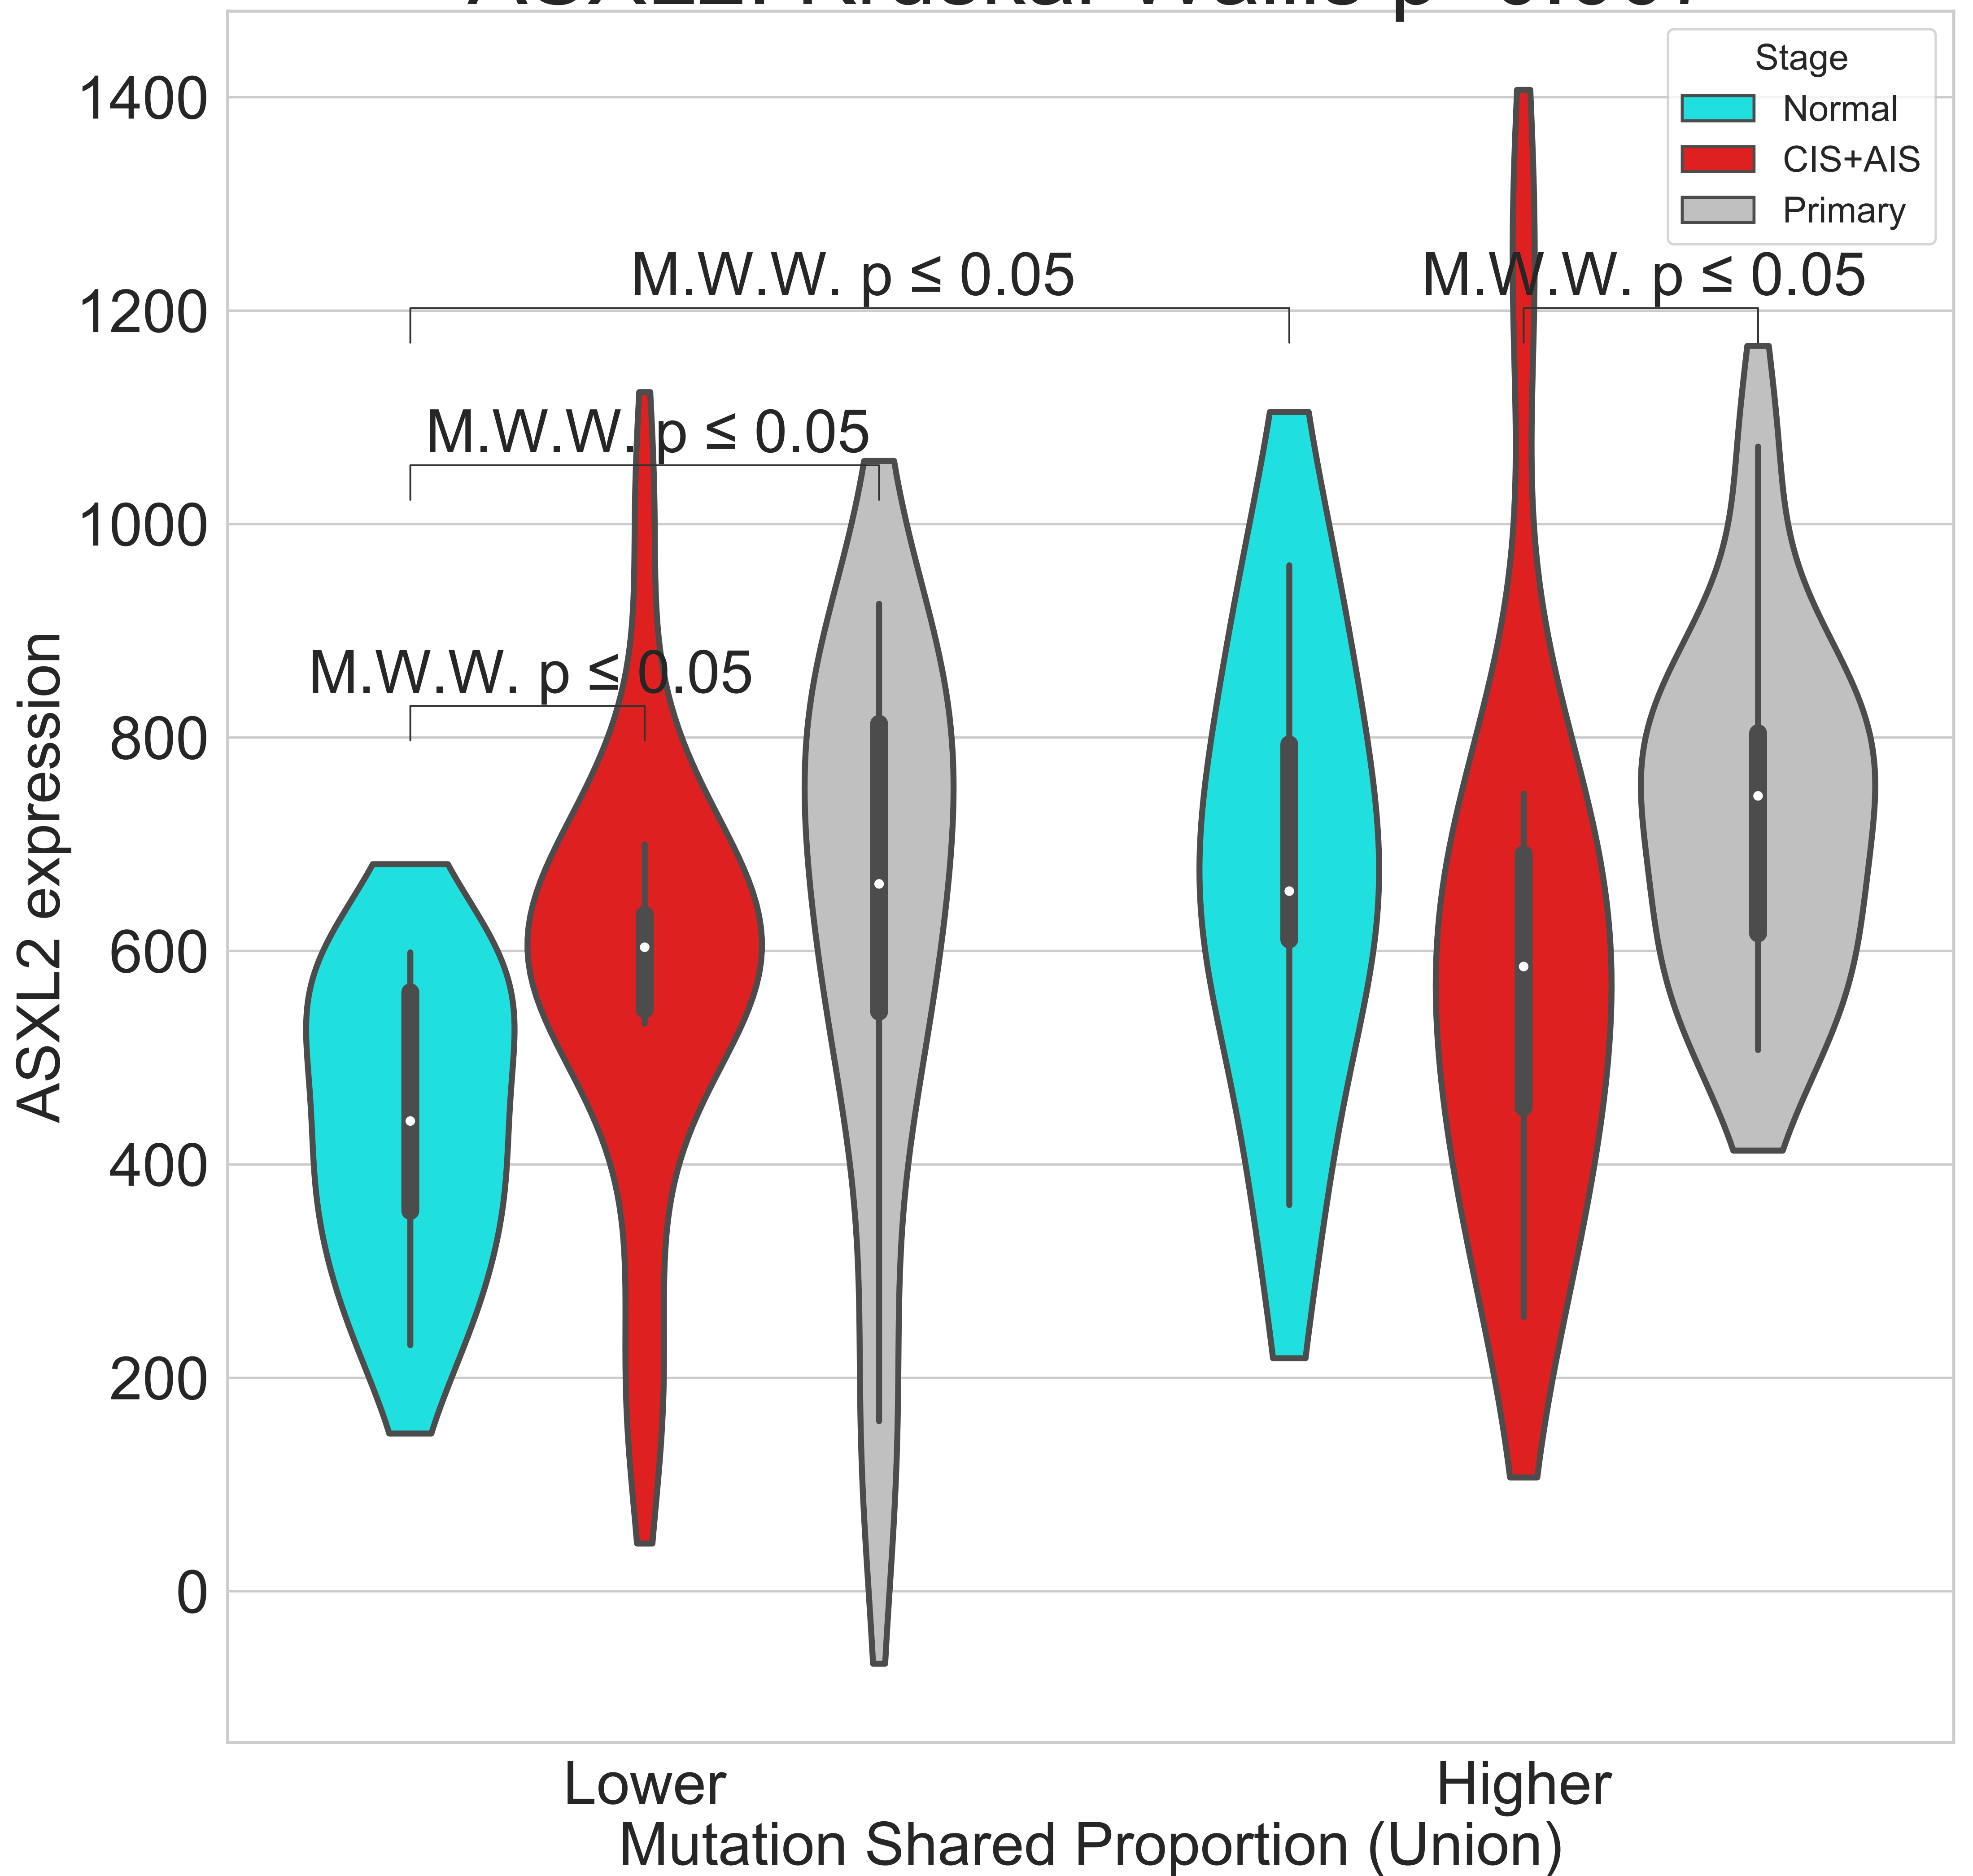 1400
1200
1000
800
600
400
200
0
ASXL2 expression
Stage
Normal
CIS+AIS
Primary
M.W.W. p ≤ 0.05
M.W.W. p ≤ 0.05
M.W.W. p ≤ 0.05
M.W.W. p ≤ 0.05
Lower
Higher
Mutation Shared Proportion (Union)